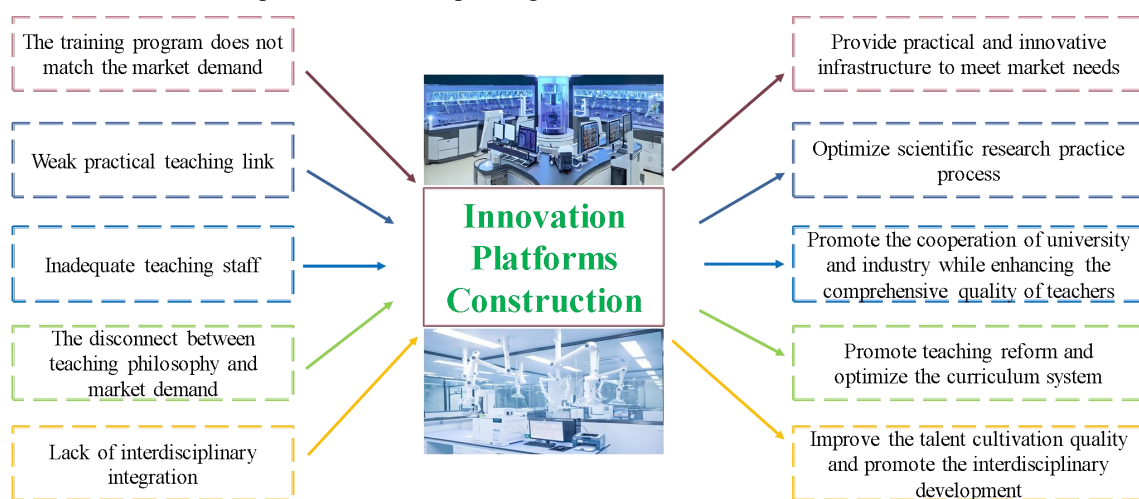 The training program does not
match the market demand
Weak practical teaching link
Inadequate teaching staff
The disconnect between
teaching philosophy and
market demand
Lack of interdisciplinary
integration
Innovation
Platforms
Construction
Provide practical and innovative
infrastructure to meet market needs
Optimize scientific research practice
process
Promote the cooperation of university
and industry while enhancing the
comprehensive quality of teachers
Promote teaching reform and
optimize the curriculum system
Improve the talent cultivation quality
and promote the interdisciplinary
development